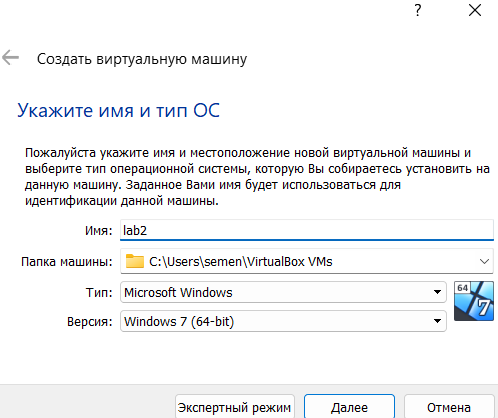 ?
Создать виртуальную машину
Укажите имя и тип ОС
Пожалуйста укажите имя и местоположение новой виртуальной машины и
выберите тип операционной системы, которую Вы собираетесь установить на
данную машину. Заданное Вами имя будет использоваться для
идентификации данной машины.
Имя: lab2
Папка машины: C:\Users\semen\VirtualBox VMs
Тип: Microsoft Windows
64
7
Версия: Windows 7 (64-bit)
Экспертный режим Далее Отмена